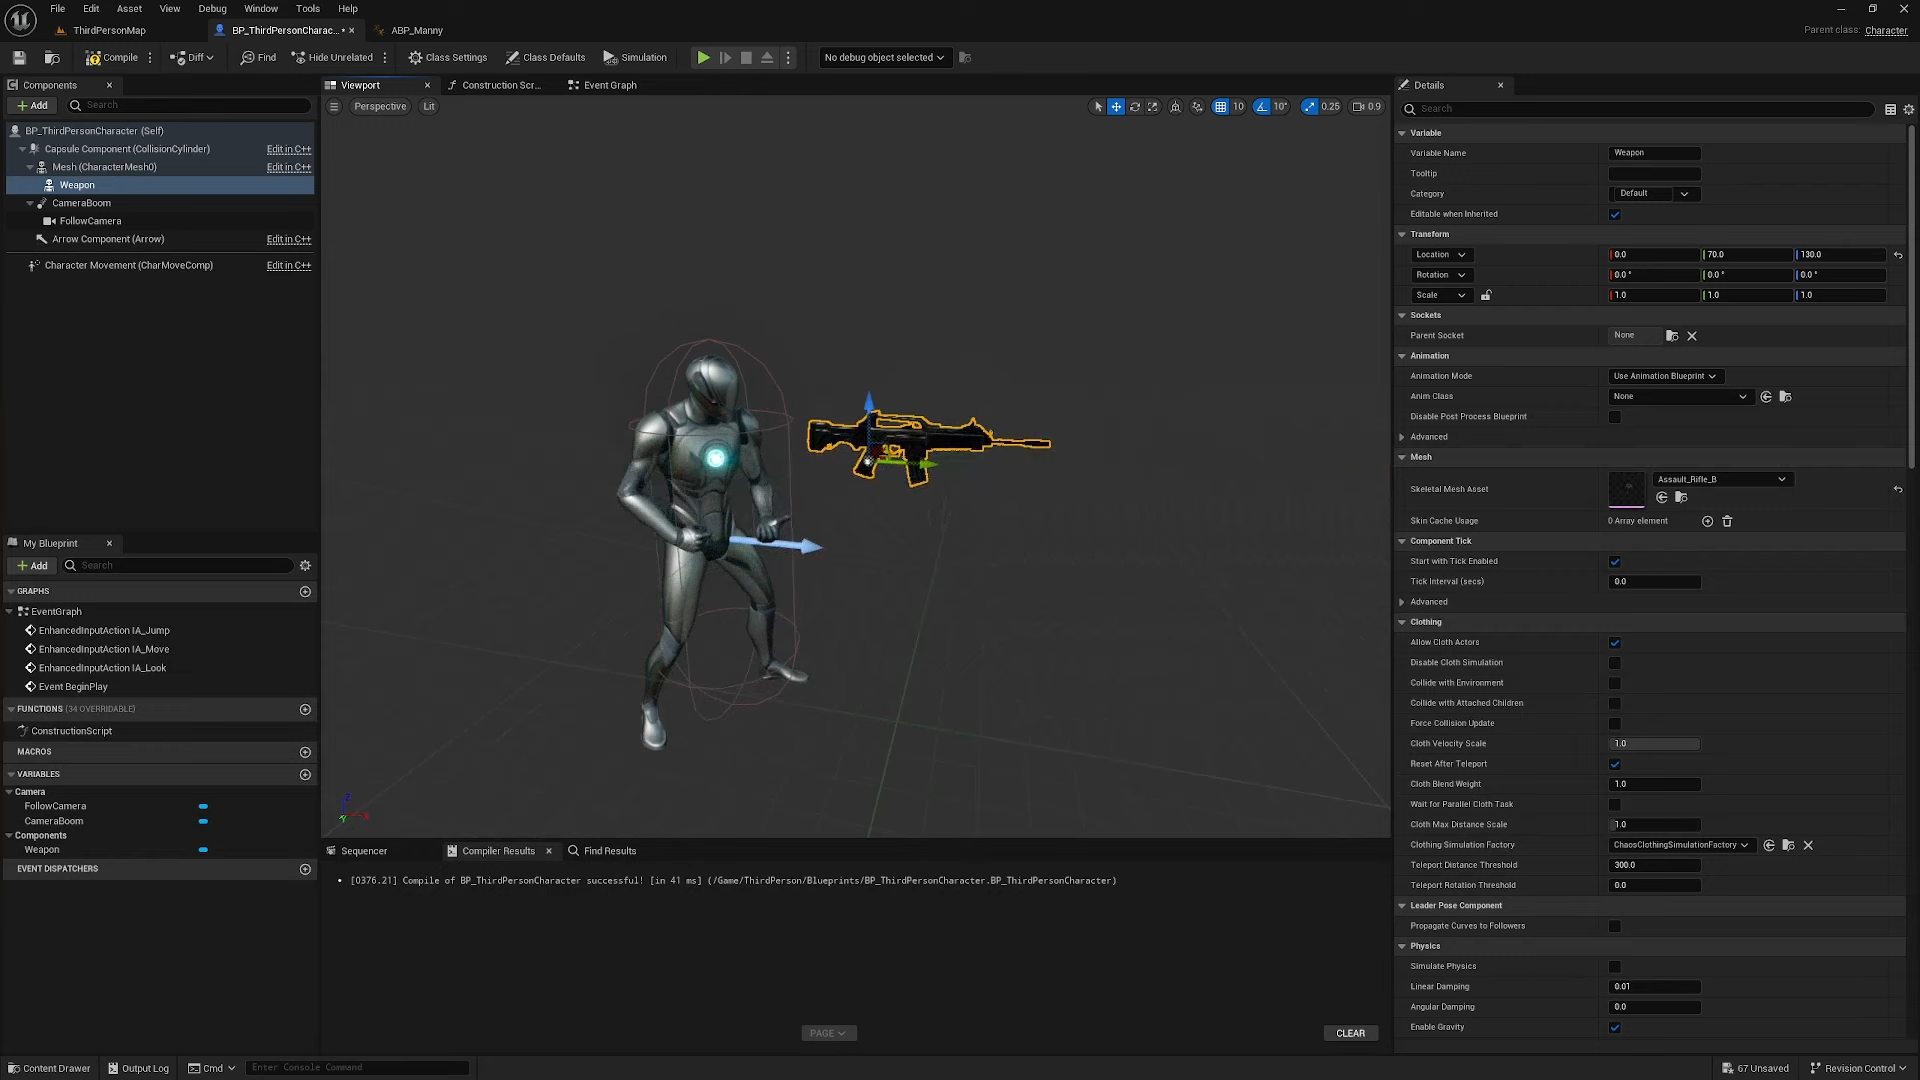 File Edit Asset View Debug Window Tools Help
ThirdPersonMap
BP_ThirdPersonCharac... •
ABP_Manny
Parent class: Character
Compile
Diff
Find
Hide Unrelated
Class Settings
Class Defaults
Simulation
No debug object selected
Components
Add
Search
BP_ThirdPersonCharacter (Self)
Capsule Component (CollisionCylinder) Edit in C++
Mesh (CharacterMesh0) Edit in C++
Weapon
CameraBoom
FollowCamera
Arrow Component (Arrow) Edit in C++
Character Movement (CharMoveComp) Edit in C++
My Blueprint
Add
Search
GRAPHS
EventGraph
EnhancedInputAction IA_Jump
EnhancedInputAction IA_Move
EnhancedInputAction IA_Look
Event BeginPlay
FUNCTIONS (34 OVERRIDABLE)
ConstructionScript
MACROS
VARIABLES
Camera
FollowCamera
CameraBoom
Components
Weapon
EVENT DISPATCHERS
Viewport
Construction Scr...
Event Graph
Perspective
Lit
10
10°
0.25
0.9
Z
X
Y
Sequencer
Compiler Results
Find Results
• [0376.21] Compile of BP_ThirdPersonCharacter successful! [in 41 ms] (/Game/ThirdPerson/Blueprints/BP_ThirdPersonCharacter.BP_ThirdPersonCharacter)
PAGE
CLEAR
Details
Search
Variable
Variable Name Weapon
Tooltip
Category Default
Editable when Inherited
Transform
Location 0.0 70.0 130.0
Rotation 0.0 ° 0.0 ° 0.0 °
Scale 1.0 1.0 1.0
Sockets
Parent Socket None
Animation
Animation Mode Use Animation Blueprint
Anim Class None
Disable Post Process Blueprint
Advanced
Mesh
Skeletal Mesh Asset Assault_Rifle_B
Skin Cache Usage 0 Array element
Component Tick
Start with Tick Enabled
Tick Interval (secs) 0.0
Advanced
Clothing
Allow Cloth Actors
Disable Cloth Simulation
Collide with Environment
Collide with Attached Children
Force Collision Update
Cloth Velocity Scale 1.0
Reset After Teleport
Cloth Blend Weight 1.0
Wait for Parallel Cloth Task
Cloth Max Distance Scale 1.0
Clothing Simulation Factory ChaosClothingSimulationFactory
Teleport Distance Threshold 300.0
Teleport Rotation Threshold 0.0
Leader Pose Component
Propagate Curves to Followers
Physics
Simulate Physics
Linear Damping 0.01
Angular Damping 0.0
Enable Gravity
Content Drawer
Output Log
Cmd
Enter Console Command
67 Unsaved
Revision Control